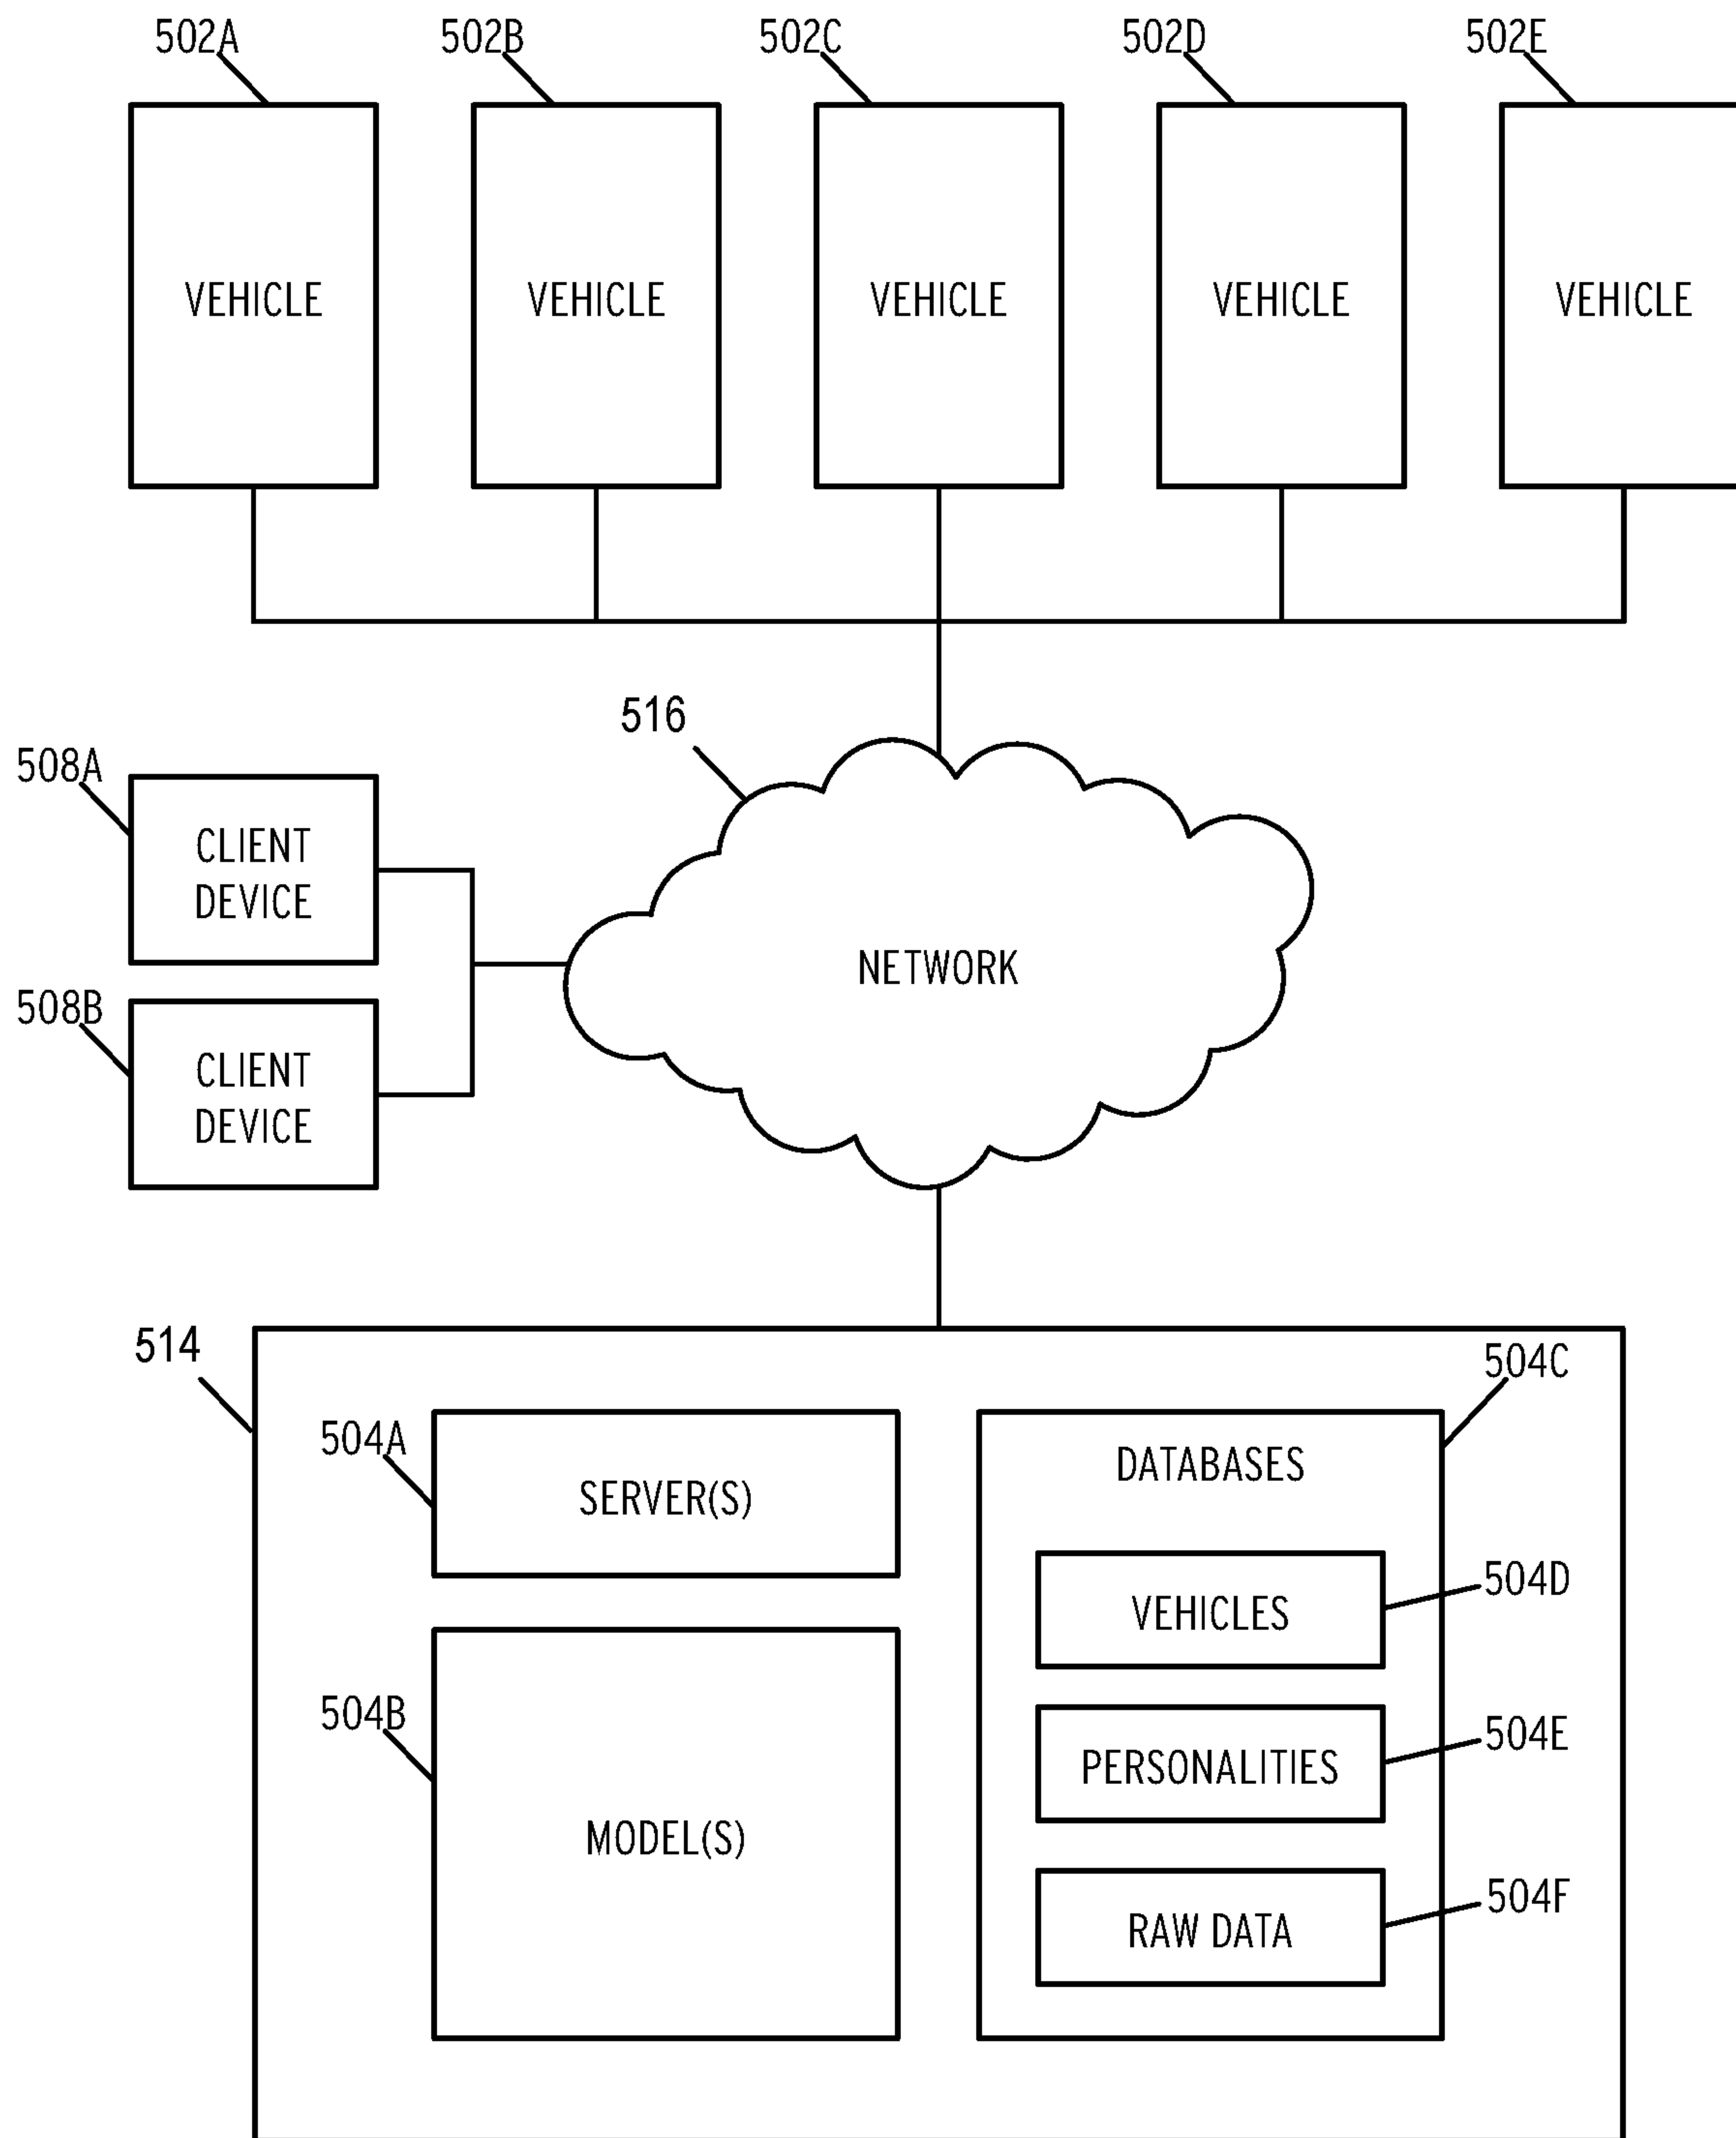 502A
502B
502C
502D
502E
VEHICLE
VEHICLE
VEHICLE
VEHICLE
VEHICLE
516
508A
CLIENT
DEVICE
NETWORK
508B
CLIENT
DEVICE
514
504A
SERVER(S)
504B
MODEL(S)
504C
DATABASES
VEHICLES
504D
PERSONALITIES
504E
RAW DATA
504F